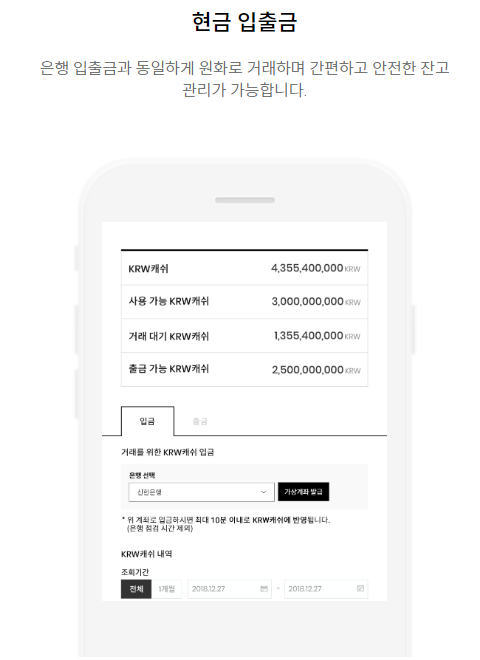 현금 입출금
은행 입출금과 동일하게 원화로 거래하며 간편하고 안전한 잔고
관리가 가능합니다.
KRW캐쉬 4,355,400,000 KRW
사용 가능 KRW캐쉬 3,000,000,000 KRW
거래 대기 KRW캐쉬 1,355,400,000 KRW
출금 가능 KRW캐쉬 2,500,000,000 KRW
입금 출금
거래를 위한 KRW캐쉬 입금
은행 선택
신한은행 가상계좌 발급
* 위 계좌로 입금하시면 최대 10분 이내로 KRW캐쉬에 반영됩니다.
(은행 점검 시간 제외)
KRW캐쉬 내역
조회기간
전체 1개월 2018.12.27 - 2018.12.27